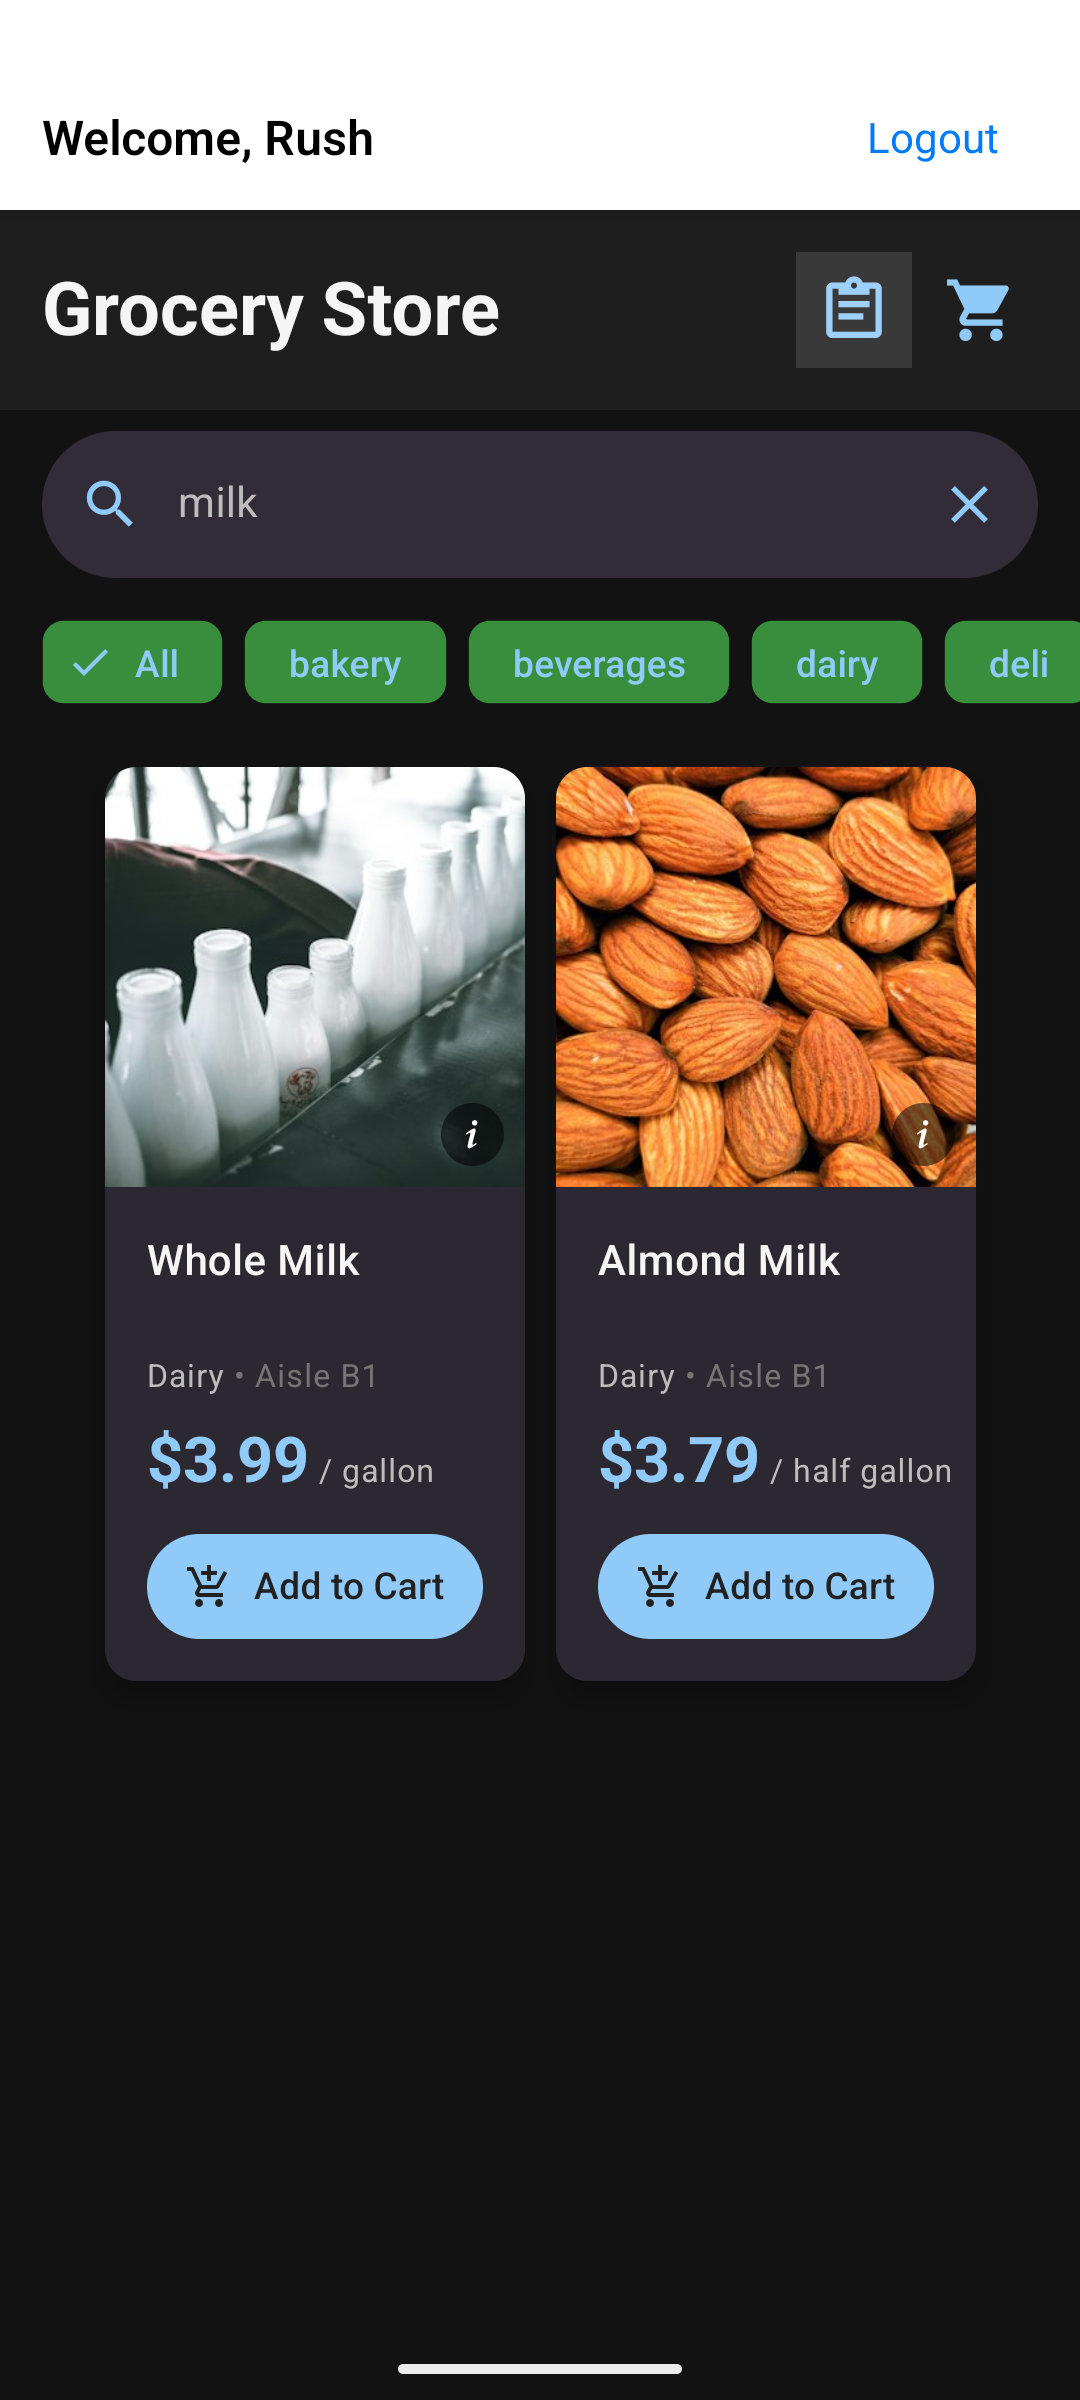 Welcome, Rush
Logout
Grocery Store
milk
All
bakery
beverages
dairy
deli
i
i
Whole Milk
Dairy • Aisle B1
$3.99 / gallon
Add to Cart
Almond Milk
Dairy • Aisle B1
$3.79 / half gallon
Add to Cart